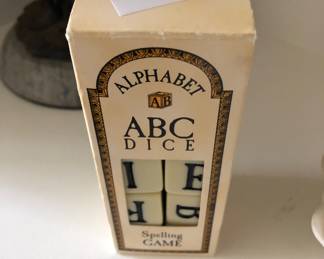 ALPHABET
AB
ABC
DICE
I E
H B
Spelling
GAME